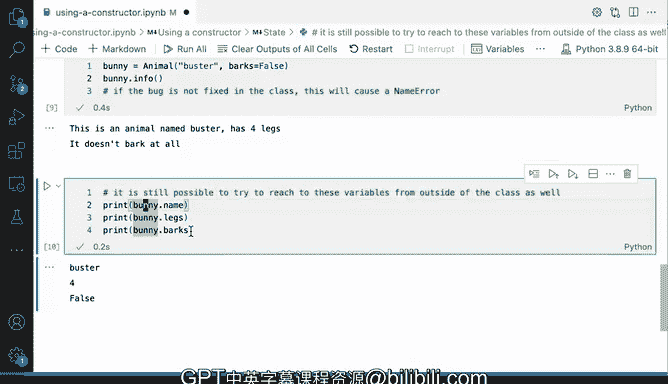 using-a-constructor.ipynb M
using-a-constructor.ipynb > Using a constructor > State > # it is still possible to try to reach to these variables from outside of the class as well
+ Code + Markdown Run All Clear Outputs of All Cells Restart Interrupt Variables ... Python 3.8.9 64-bit
1 bunny = Animal("buster", barks=False)
2 bunny.info()
3 # if the bug is not fixed in the class, this will cause a NameError
[9] 0.4s Python
This is an animal named buster, has 4 legs
It doesn't bark at all
1 # it is still possible to try to reach to these variables from outside of the class as well
2 print(bunny.name)
3 print(bunny.legs)
4 print(bunny.barks)
[10] 0.2s Python
buster
4
False
GPT中英字幕课程资源@bilibili.com